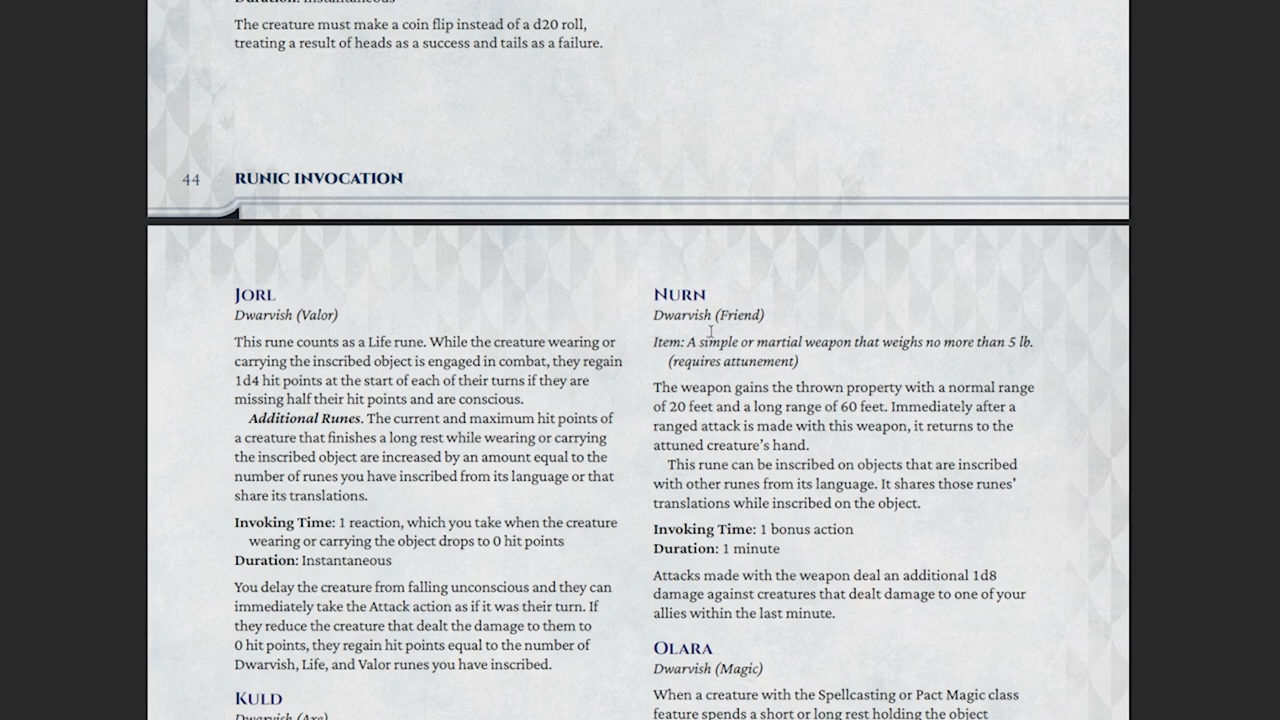 Duration: Instantaneous
The creature must make a coin flip instead of a d20 roll,
treating a result of heads as a success and tails as a failure.
44 RUNIC INVOCATION
JORL
Dwarvish (Valor)
This rune counts as a Life rune. While the creature wearing or
carrying the inscribed object is engaged in combat, they regain
1d4 hit points at the start of each of their turns if they are
missing half their hit points and are conscious.
Additional Runes. The current and maximum hit points of
a creature that finishes a long rest while wearing or carrying
the inscribed object are increased by an amount equal to the
number of runes you have inscribed from its language or that
share its translations.
Invoking Time: 1 reaction, which you take when the creature
wearing or carrying the object drops to 0 hit points
Duration: Instantaneous
You delay the creature from falling unconscious and they can
immediately take the Attack action as if it was their turn. If
they reduce the creature that dealt the damage to them to
0 hit points, they regain hit points equal to the number of
Dwarvish, Life, and Valor runes you have inscribed.
KULD
Dwarvish (Axe)
NURN
Dwarvish (Friend)
Item: A simple or martial weapon that weighs no more than 5 lb.
(requires attunement)
The weapon gains the thrown property with a normal range
of 20 feet and a long range of 60 feet. Immediately after a
ranged attack is made with this weapon, it returns to the
attuned creature's hand.
This rune can be inscribed on objects that are inscribed
with other runes from its language. It shares those runes'
translations while inscribed on the object.
Invoking Time: 1 bonus action
Duration: 1 minute
Attacks made with the weapon deal an additional 1d8
damage against creatures that dealt damage to one of your
allies within the last minute.
OLARA
Dwarvish (Magic)
When a creature with the Spellcasting or Pact Magic class
feature spends a short or long rest holding the object